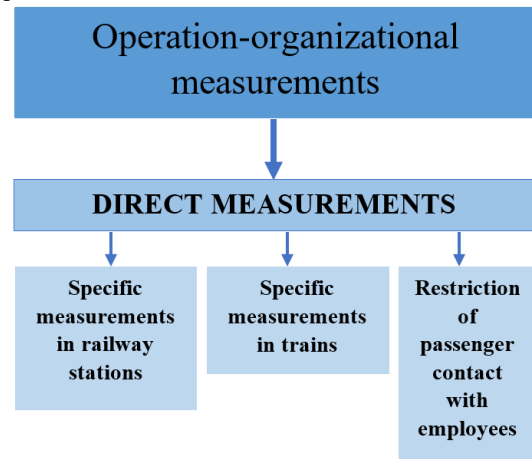 Operation-organizational
measurements
DIRECT MEASUREMENTS
Specific
measurements
in railway
stations
Specific
measurements
in trains
Restriction
of
passenger
contact
with
employees